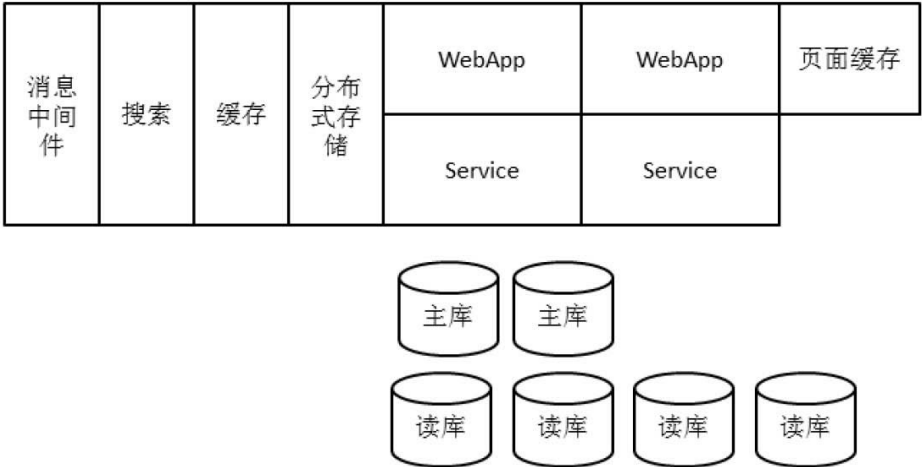 消息
中间
件
搜索
缓存
分布
式存
储
WebApp
WebApp
页面缓存
Service
Service
主库
主库
读库
读库
读库
读库